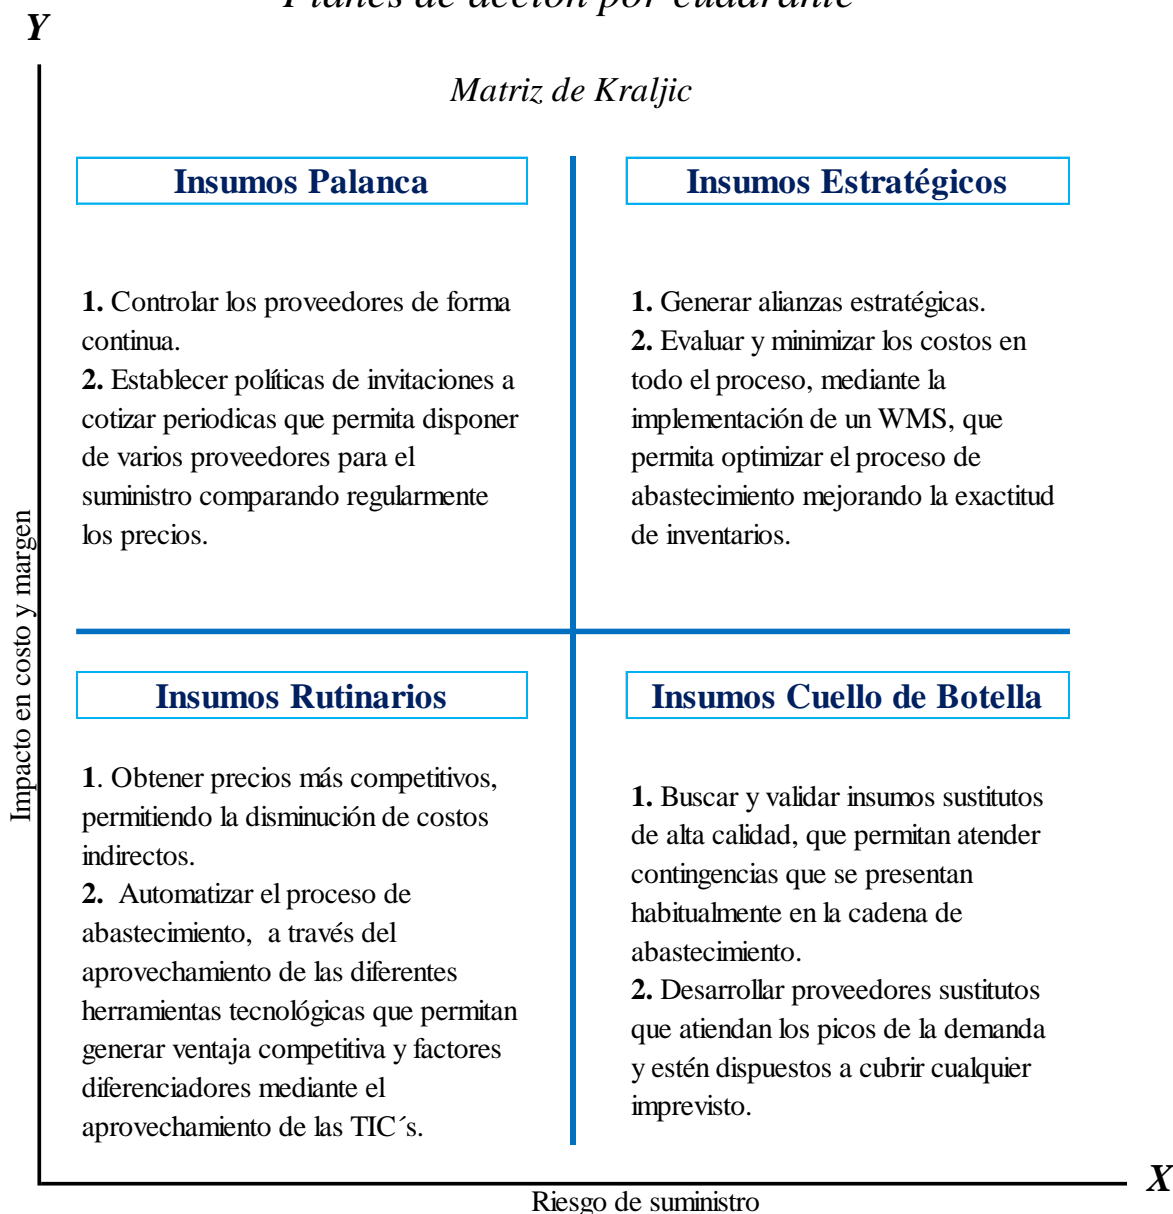 Planes de acción por cuadrante
Y
Matriz de Kraljic
Insumos Palanca
1. Controlar los proveedores de forma
continua.
2. Establecer políticas de invitaciones a
cotizar periodicas que permita disponer
de varios proveedores para el
suministro comparando regularmente
los precios.
Insumos Estratégicos
1. Generar alianzas estratégicas.
2. Evaluar y minimizar los costos en
todo el proceso, mediante la
implementación de un WMS, que
permita optimizar el proceso de
abastecimiento mejorando la exactitud
de inventarios.
Impacto en costo y margen
Insumos Rutinarios
1. Obtener precios más competitivos,
permitiendo la disminución de costos
indirectos.
2. Automatizar el proceso de
abastecimiento, a través del
aprovechamiento de las diferentes
herramientas tecnológicas que permitan
generar ventaja competitiva y factores
diferenciadores mediante el
aprovechamiento de las TIC´s.
Insumos Cuello de Botella
1. Buscar y validar insumos sustitutos
de alta calidad, que permitan atender
contingencias que se presentan
habitualmente en la cadena de
abastecimiento.
2. Desarrollar proveedores sustitutos
que atiendan los picos de la demanda
y estén dispuestos a cubrir cualquier
imprevisto.
X
Riesgo de suministro